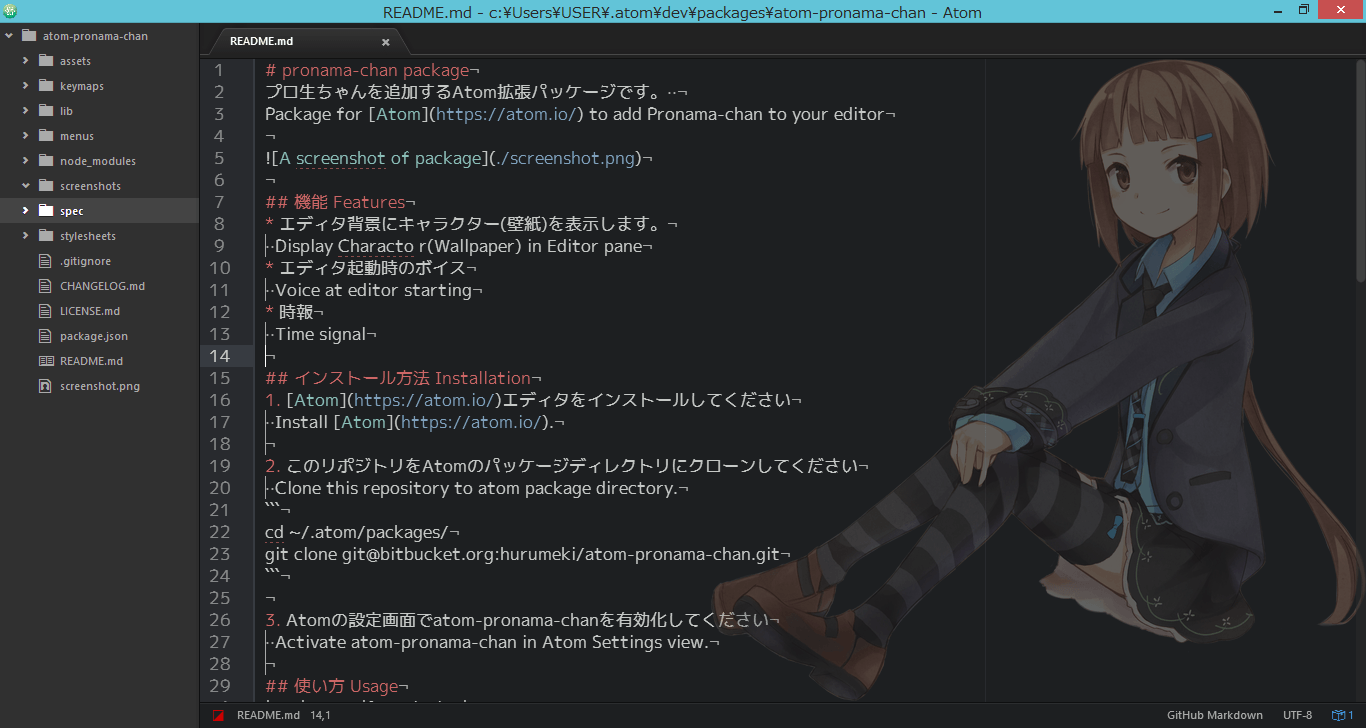 README.md - c:¥Users¥USER¥.atom¥dev¥packages¥atom-pronama-chan - Atom
atom-pronama-chan
assets
keymaps
lib
menus
node_modules
screenshots
spec
stylesheets
.gitignore
CHANGELOG.md
LICENSE.md
package.json
README.md
screenshot.png
README.md ×
1 # pronama-chan package¬
2 プロ生ちゃんを追加するAtom拡張パッケージです。··¬
3 Package for [Atom](https://atom.io/) to add Pronama-chan to your editor¬
4 ¬
5 ![A screenshot of package](./screenshot.png)¬
6 ¬
7 ## 機能 Features¬
8 * エディタ背景にキャラクター(壁紙)を表示します。¬
9 ··Display Characto r(Wallpaper) in Editor pane¬
10 * エディタ起動時のボイス¬
11 ··Voice at editor starting¬
12 * 時報¬
13 ··Time signal¬
14 ¬
15 ## インストール方法 Installation¬
16 1. [Atom](https://atom.io/)エディタをインストールしてください¬
17 ··Install [Atom](https://atom.io/).¬
18 ¬
19 2. このリポジトリをAtomのパッケージディレクトリにクローンしてください¬
20 ··Clone this repository to atom package directory.¬
21 ```¬
22 cd ~/.atom/packages/¬
23 git clone git@bitbucket.org:hurumeki/atom-pronama-chan.git¬
24 ```¬
25 ¬
26 3. Atomの設定画面でatom-pronama-chanを有効化してください¬
27 ··Activate atom-pronama-chan in Atom Settings view.¬
28 ¬
29 ## 使い方 Usage¬
README.md 14,1 GitHub Markdown UTF-8 1